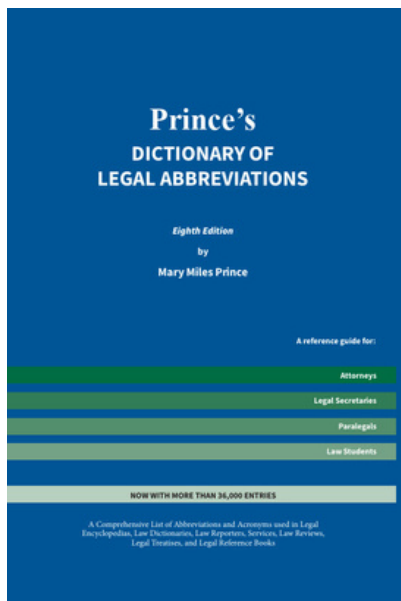 Prince's
DICTIONARY OF
LEGAL ABBREVIATIONS
Eighth Edition
by
Mary Miles Prince
A reference guide for:
Attorneys
Legal Secretaries
Paralegals
Law Students
NOW WITH MORE THAN 36,000 ENTRIES
A Comprehensive List of Abbreviations and Acronyms used in Legal
Encyclopedias, Law Dictionaries, Law Reporters, Services, Law Reviews,
Legal Treatises, and Legal Reference Books